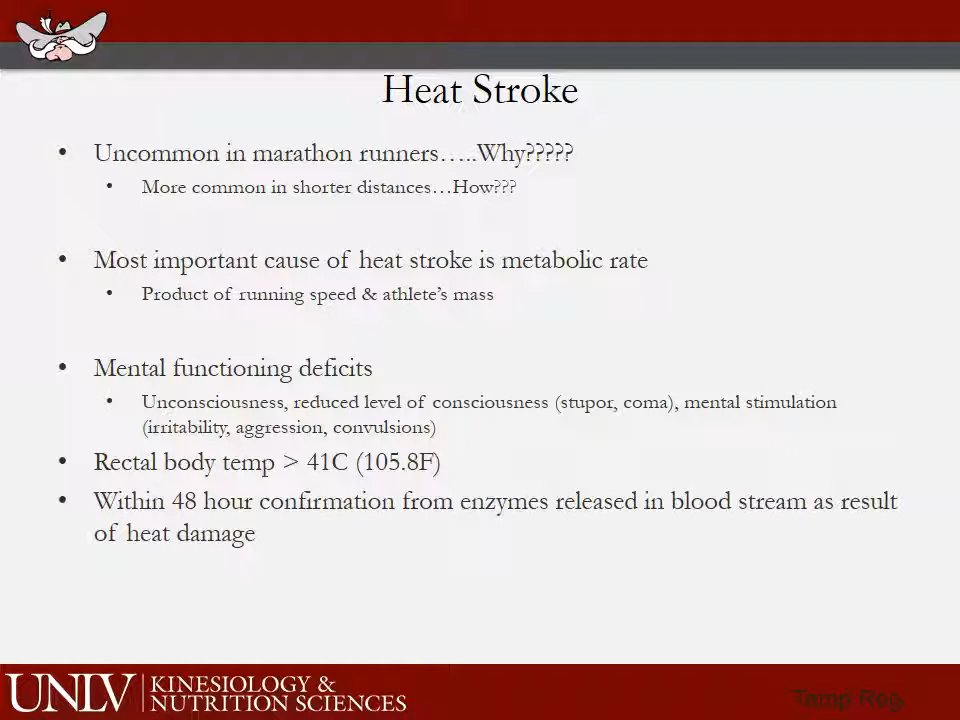 Heat Stroke
• Uncommon in marathon runners…..Why?????
• More common in shorter distances…How???
• Most important cause of heat stroke is metabolic rate
• Product of running speed & athlete's mass
• Mental functioning deficits
• Unconsciousness, reduced level of consciousness (stupor, coma), mental stimulation
(irritability, aggression, convulsions)
• Rectal body temp > 41C (105.8F)
• Within 48 hour confirmation from enzymes released in blood stream as result
of heat damage
UNLV KINESIOLOGY &
NUTRITION SCIENCES
Temp Reg.